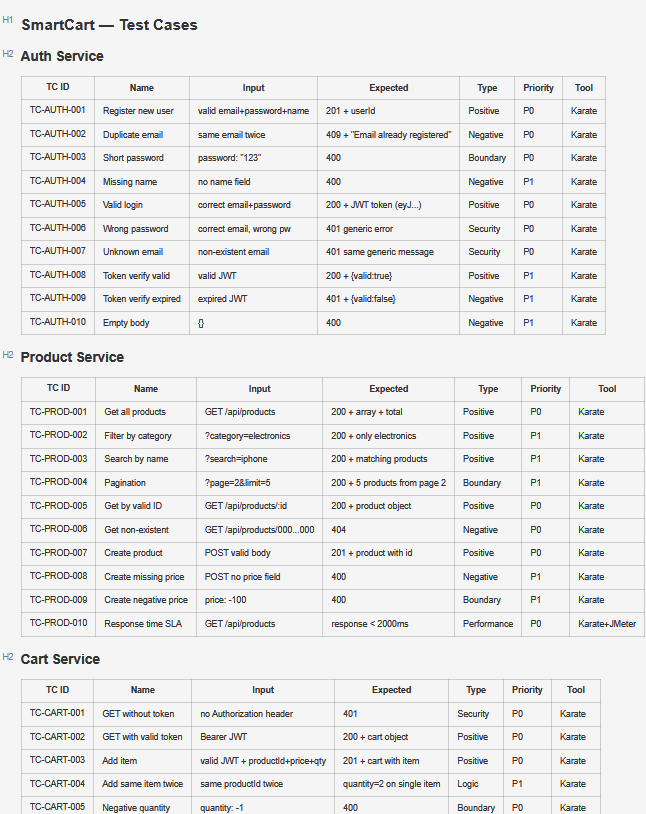 H1 SmartCart — Test Cases
H2 Auth Service
TC ID Name Input Expected Type Priority Tool
TC-AUTH-001 Register new user valid email+password+name 201 + userId Positive P0 Karate
TC-AUTH-002 Duplicate email same email twice 409 + "Email already registered" Negative P0 Karate
TC-AUTH-003 Short password password: "123" 400 Boundary P0 Karate
TC-AUTH-004 Missing name no name field 400 Negative P1 Karate
TC-AUTH-005 Valid login correct email+password 200 + JWT token (eyJ...) Positive P0 Karate
TC-AUTH-006 Wrong password correct email, wrong pw 401 generic error Security P0 Karate
TC-AUTH-007 Unknown email non-existent email 401 same generic message Security P0 Karate
TC-AUTH-008 Token verify valid valid JWT 200 + {valid:true} Positive P1 Karate
TC-AUTH-009 Token verify expired expired JWT 401 + {valid:false} Negative P1 Karate
TC-AUTH-010 Empty body {} 400 Negative P1 Karate
H2 Product Service
TC ID Name Input Expected Type Priority Tool
TC-PROD-001 Get all products GET /api/products 200 + array + total Positive P0 Karate
TC-PROD-002 Filter by category ?category=electronics 200 + only electronics Positive P1 Karate
TC-PROD-003 Search by name ?search=iphone 200 + matching products Positive P1 Karate
TC-PROD-004 Pagination ?page=2&limit=5 200 + 5 products from page 2 Boundary P1 Karate
TC-PROD-005 Get by valid ID GET /api/products/:id 200 + product object Positive P0 Karate
TC-PROD-006 Get non-existent GET /api/products/000...000 404 Negative P0 Karate
TC-PROD-007 Create product POST valid body 201 + product with id Positive P0 Karate
TC-PROD-008 Create missing price POST no price field 400 Negative P1 Karate
TC-PROD-009 Create negative price price: -100 400 Boundary P1 Karate
TC-PROD-010 Response time SLA GET /api/products response < 2000ms Performance P0 Karate+JMeter
H2 Cart Service
TC ID Name Input Expected Type Priority Tool
TC-CART-001 GET without token no Authorization header 401 Security P0 Karate
TC-CART-002 GET with valid token Bearer JWT 200 + cart object Positive P0 Karate
TC-CART-003 Add item valid JWT + productId+price+qty 201 + cart with item Positive P0 Karate
TC-CART-004 Add same item twice same productId twice quantity=2 on single item Logic P1 Karate
TC-CART-005 Negative quantity quantity: -1 400 Boundary P0 Karate